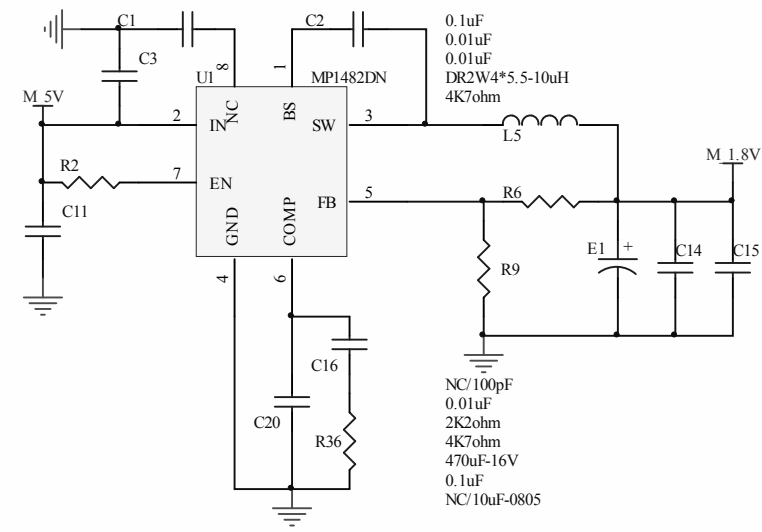 C1
C2
0.1uF
0.01uF
0.01uF
DR2W4*5.5-10uH
4K7ohm
C3
8
1
U1
MP1482DN
M_5V
NC
BS
2
IN
SW
3
L5
R2
7
EN
M_1.8V
C11
FB
5
R6
GND
COMP
E1
+
C14
C15
R9
4
6
C16
C20
R36
NC/100pF
0.01uF
2K2ohm
4K7ohm
470uF-16V
0.1uF
NC/10uF-0805